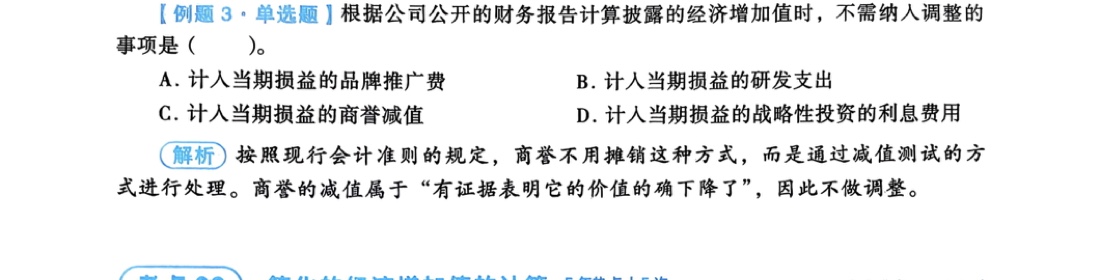 【例题3·单选题】根据公司公开的财务报告计算披露的经济增加值时，不需纳入调整的
事项是（　　）。
A. 计入当期损益的品牌推广费　　B. 计入当期损益的研发支出
C. 计入当期损益的商誉减值　　D. 计入当期损益的战略性投资的利息费用
解析 按照现行会计准则的规定，商誉不用摊销这种方式，而是通过减值测试的方
式进行处理。商誉的减值属于“有证据表明它的价值的确下降了”，因此不做调整。